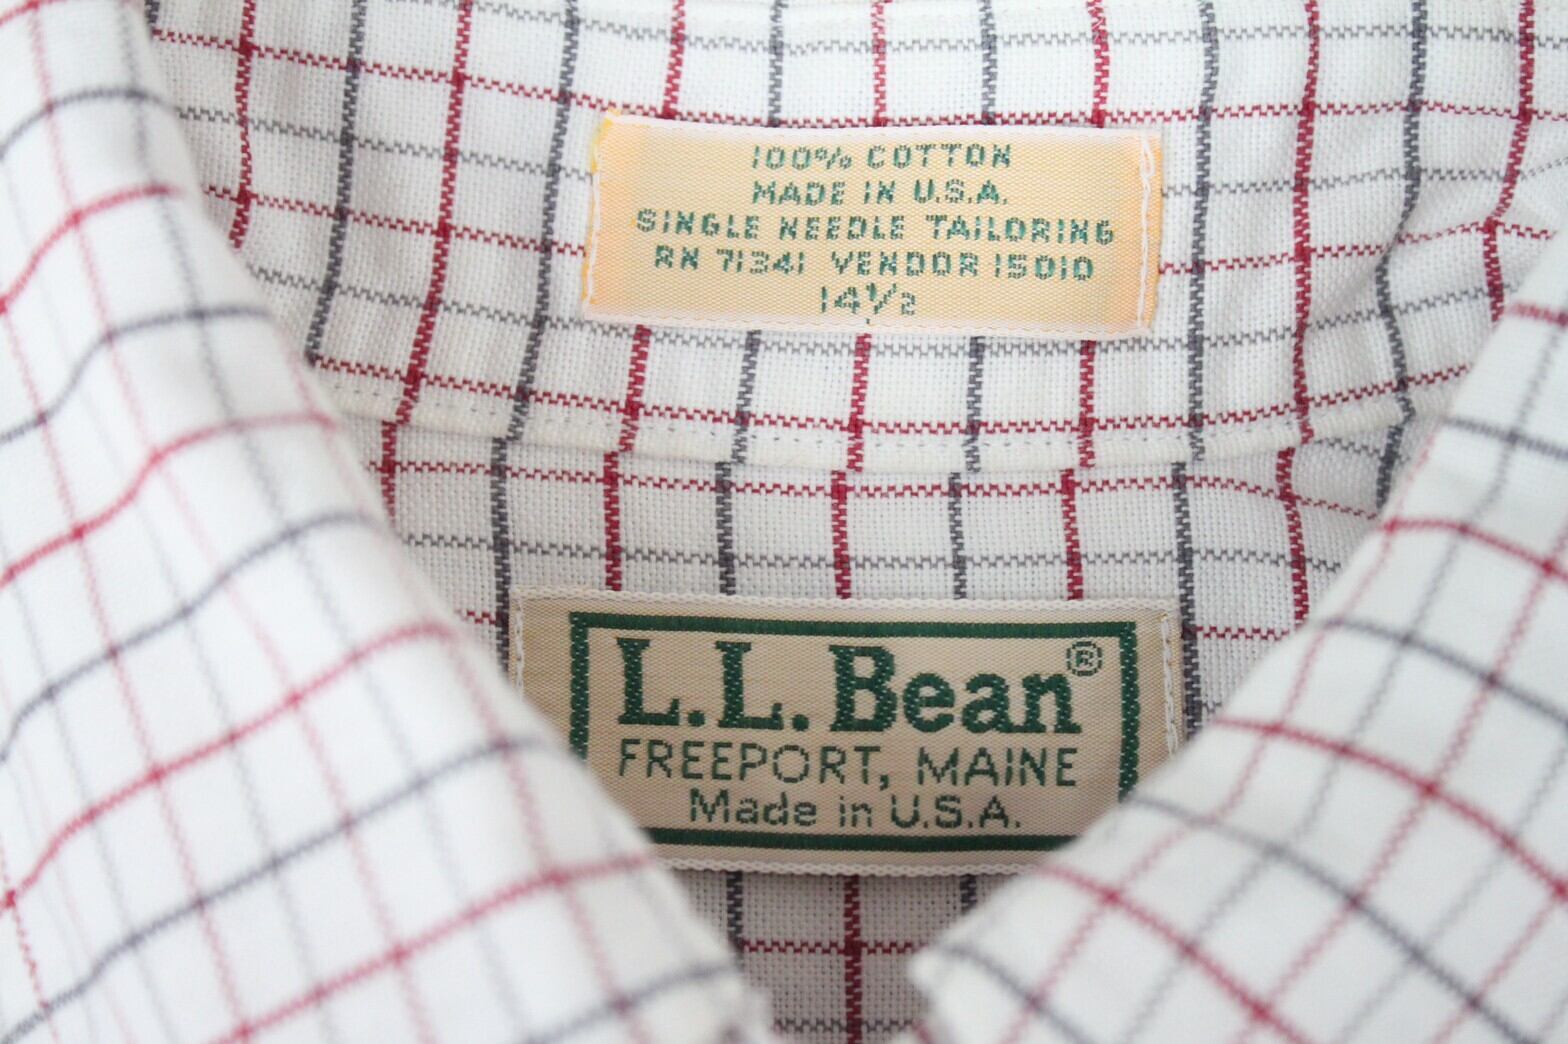 100% COTTON
MADE IN U.S.A.
SINGLE NEEDLE TAILORING
RN 71341 VENDOR 15010
14½
L.L.Bean®
FREEPORT, MAINE
Made in U.S.A.